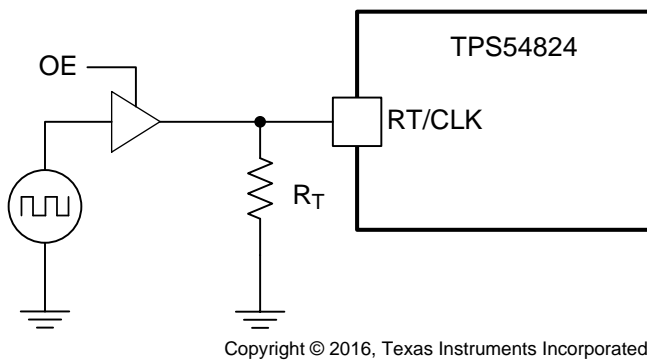 TPS54824
OE
RT/CLK
RT
Copyright © 2016, Texas Instruments Incorporated